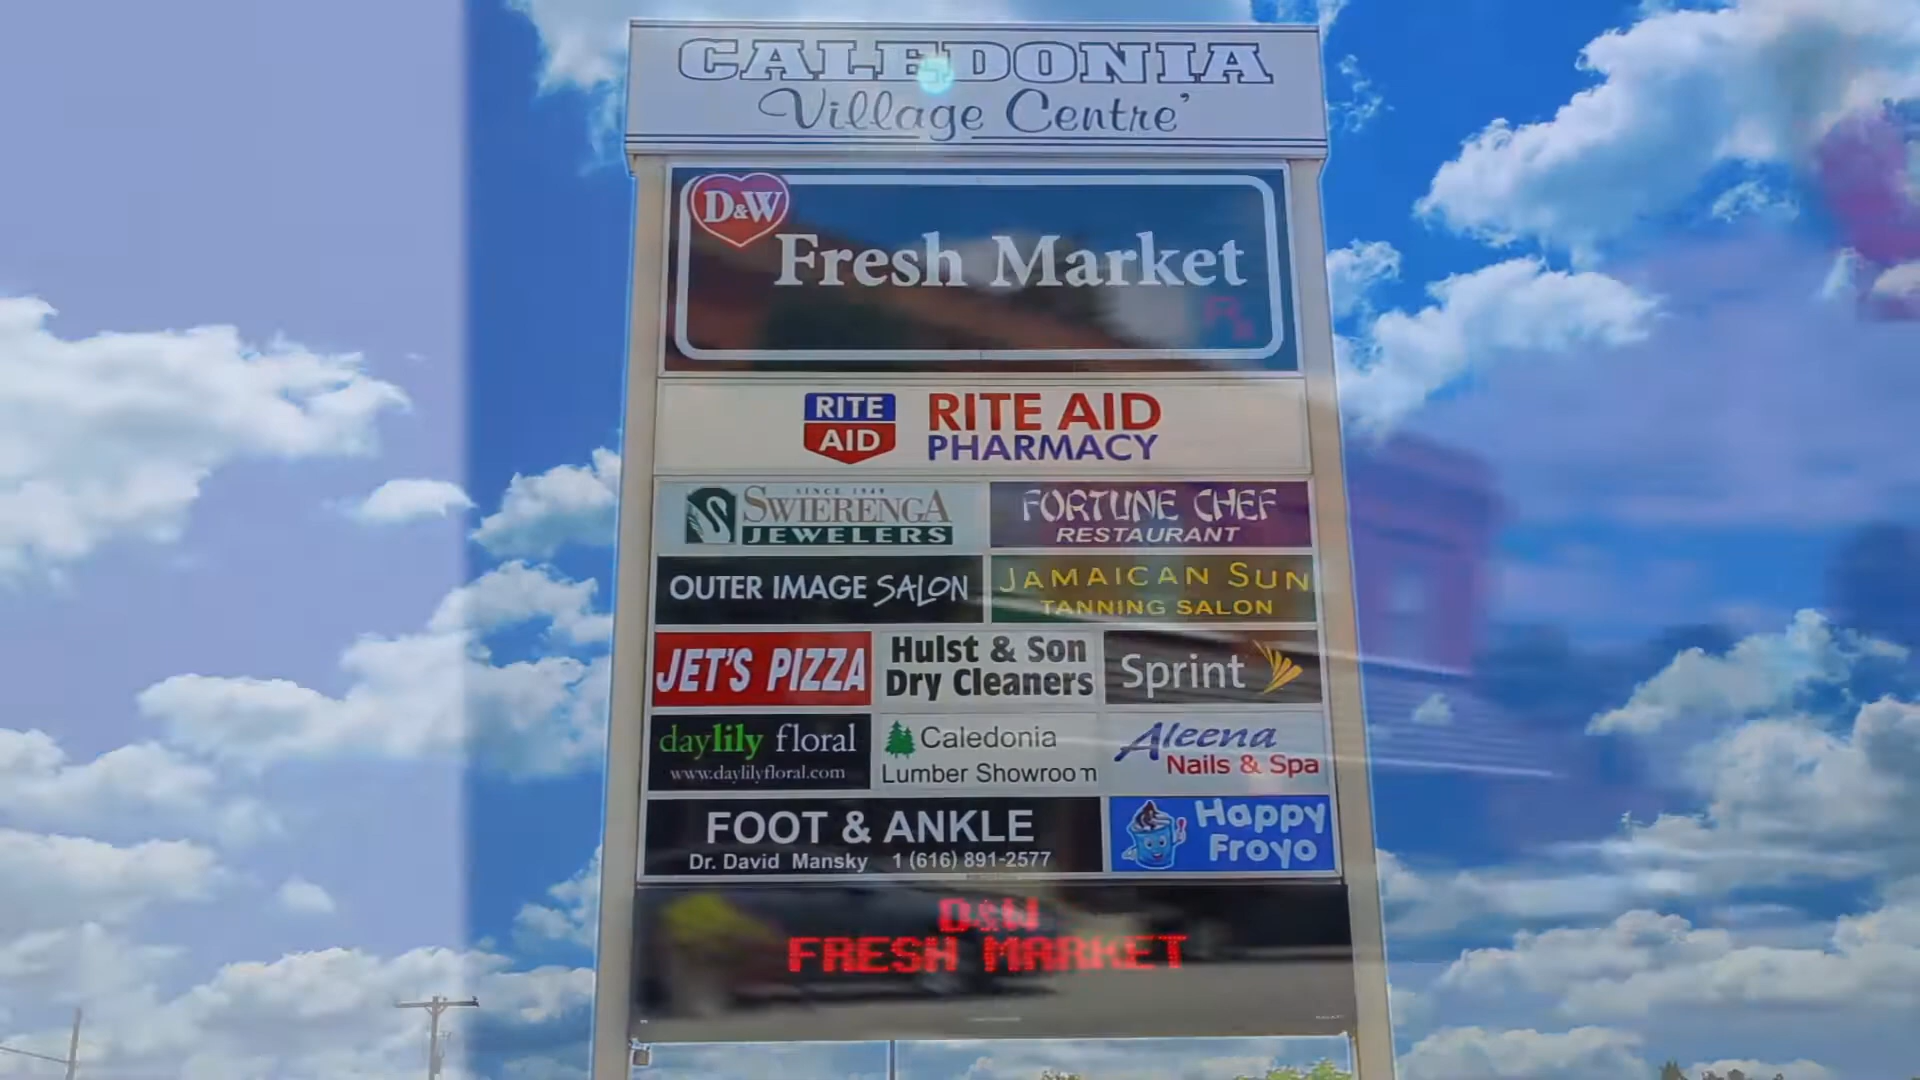 CALEDONIA
Village Centre'
D&W
Fresh Market
RITE AID
RITE AID
PHARMACY
SINCE 1949
SWIERENGA
JEWELERS
FORTUNE CHEF
RESTAURANT
OUTER IMAGE SALON
JAMAICAN SUN
TANNING SALON
JET'S PIZZA
Hulst & Son
Dry Cleaners
Sprint
daylily floral
www.daylilyfloral.com
Caledonia
Lumber Showroom
Aleena
Nails & Spa
FOOT & ANKLE
Dr. David Mansky 1 (616) 891-2577
Happy
Froyo
D&W
FRESH MARKET